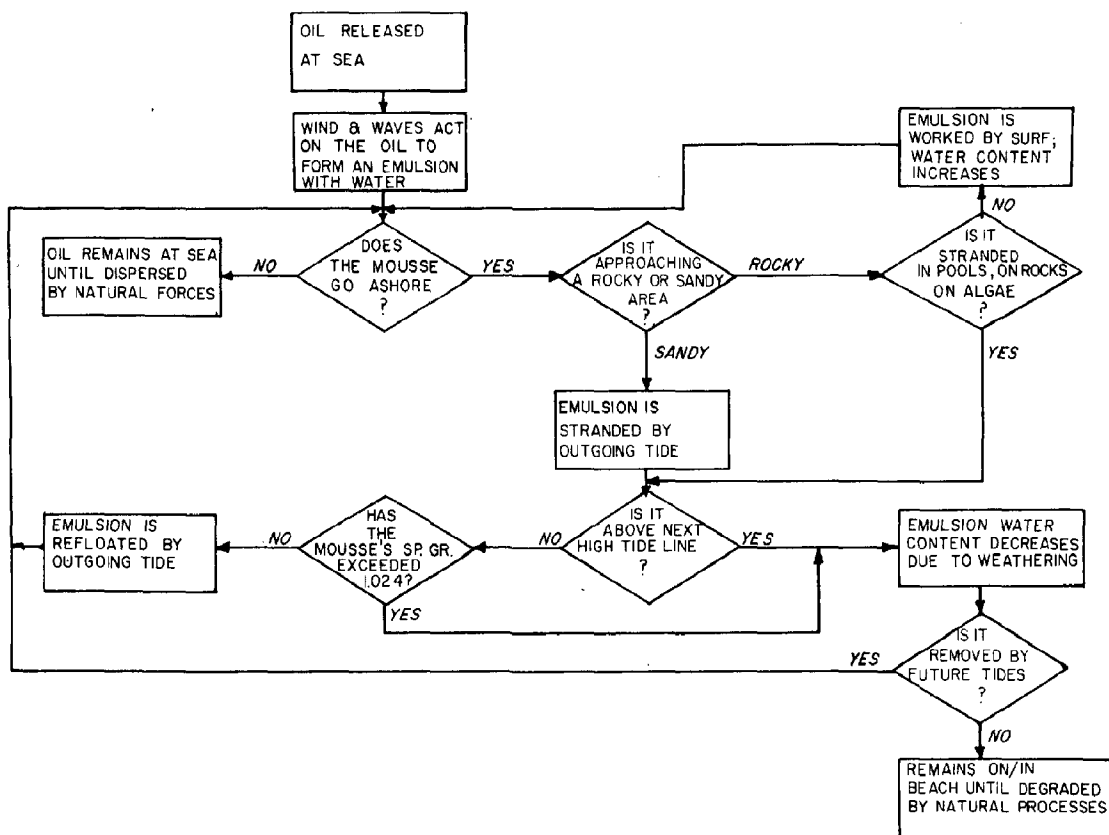 OIL RELEASED
AT SEA
WIND & WAVES ACT
ON THE OIL TO
FORM AN EMULSION
WITH WATER
EMULSION IS
WORKED BY SURF;
WATER CONTENT
INCREASES
NO
OIL REMAINS AT SEA
UNTIL DISPERSED
BY NATURAL FORCES
NO
DOES
THE MOUSSE
GO ASHORE
?
YES
IS IT
APPROACHING
A ROCKY OR SANDY
AREA
?
ROCKY
IS IT
STRANDED
IN POOLS, ON ROCKS
ON ALGAE
?
SANDY
YES
EMULSION IS
STRANDED BY
OUTGOING TIDE
EMULSION IS
REFLOATED BY
OUTGOING TIDE
NO
HAS
THE
MOUSSE'S SP. GR.
EXCEEDED
1.024?
YES
NO
IS IT
ABOVE NEXT
HIGH TIDE LINE
?
YES
EMULSION WATER
CONTENT DECREASES
DUE TO WEATHERING
YES
IS IT
REMOVED BY
FUTURE TIDES
?
NO
REMAINS ON/IN
BEACH UNTIL DEGRADED
BY NATURAL PROCESSES